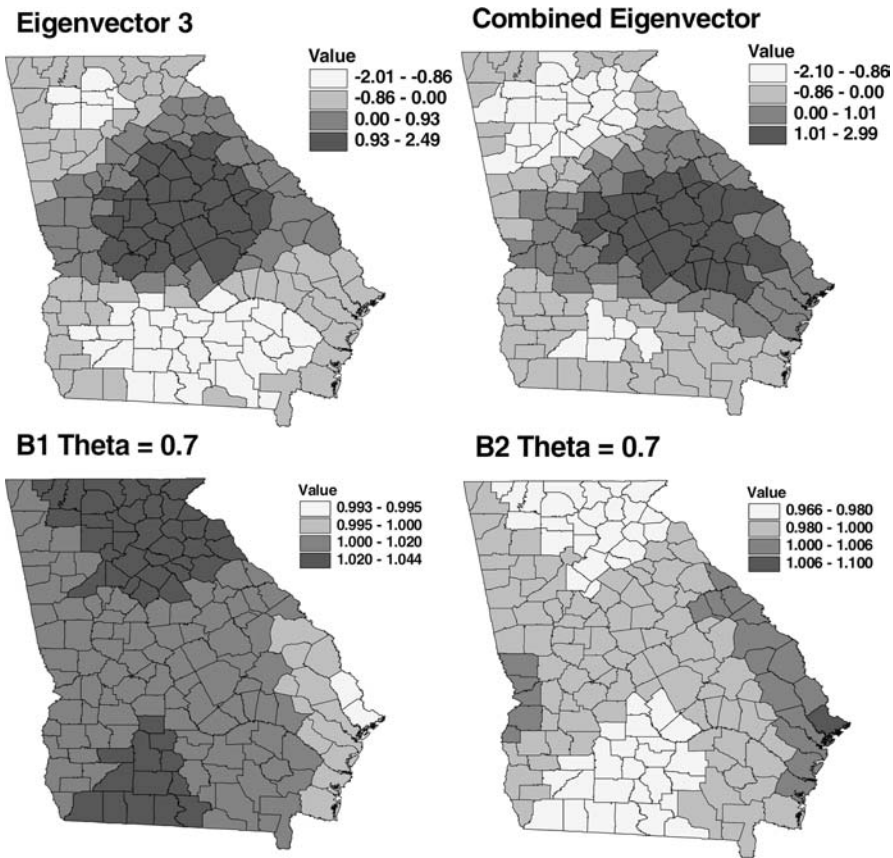 Eigenvector 3
Value
-2.01 - -0.86
-0.86 - 0.00
0.00 - 0.93
0.93 - 2.49
Combined Eigenvector
Value
-2.10 - -0.86
-0.86 - 0.00
0.00 - 1.01
1.01 - 2.99
B1 Theta = 0.7
Value
0.993 - 0.995
0.995 - 1.000
1.000 - 1.020
1.020 - 1.044
B2 Theta = 0.7
Value
0.966 - 0.980
0.980 - 1.000
1.000 - 1.006
1.006 - 1.100